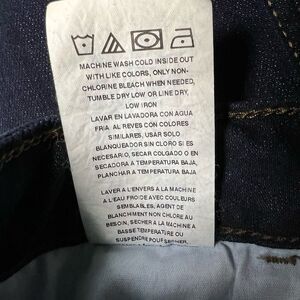 MACHINE WASH COLD INSIDE OUT
WITH LIKE COLORS, ONLY NON-
CHLORINE BLEACH WHEN NEEDED,
TUMBLE DRY LOW OR LINE DRY,
LOW IRON
LAVAR EN LAVADORA CON AGUA
FRIA AL REVES CON COLORES
SIMILARES, USAR SOLO
BLANQUEADOR SIN CLORO SI ES
NECESARIO, SECAR COLGADO O EN
SECADORA A TEMPERATURA BAJA,
PLANCHAR A TEMPERATURA BAJA
LAVER A L'ENVERS A LA MACHINE
A L'EAU FROIDE AVEC COULEURS
SEMBLABLES, AGENT DE
BLANCHIMENT NON CHLORE AU
BESOIN, SECHER A LA MACHINE A
BASSE TEMPERATURE OU
SUSPENDRE POUR SECHER,